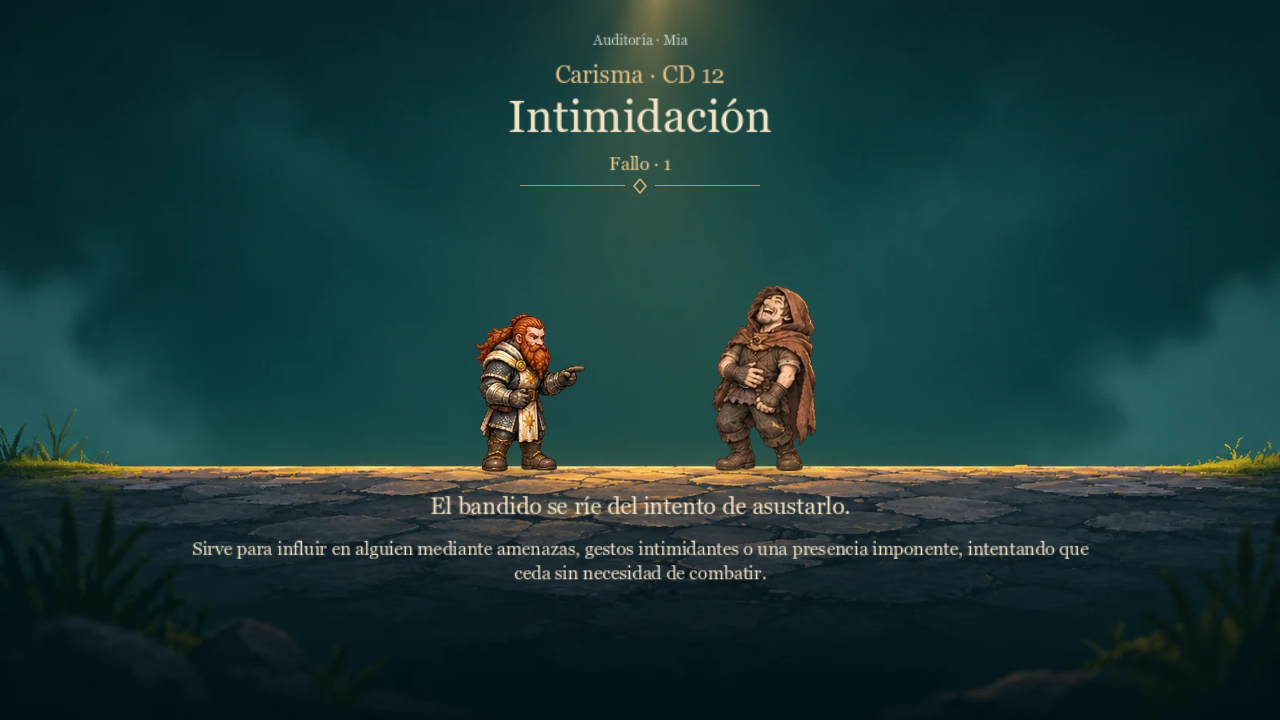 Auditoría · Mia
Carisma · CD 12
Intimidación
Fallo · 1
El bandido se ríe del intento de asustarlo.
Sirve para influir en alguien mediante amenazas, gestos intimidantes o una presencia imponente, intentando que
ceda sin necesidad de combatir.